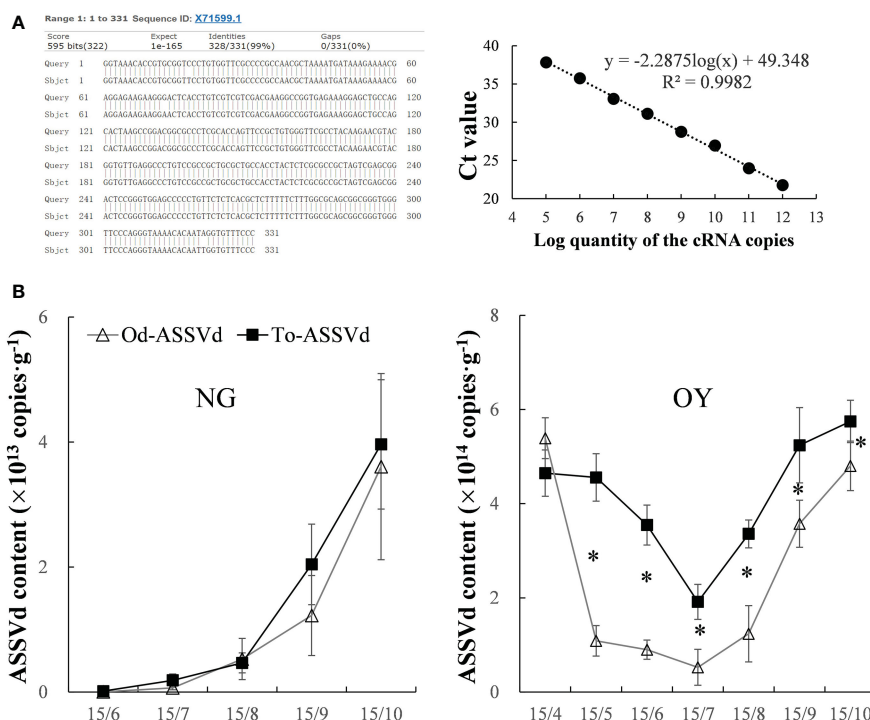 A
Range 1: 1 to 331 Sequence ID: X71599.1
Score Expect Identities Gaps
595 bits(322) 1e-165 328/331(99%) 0/331(0%)
Query 1 GGTAAACACCGTGCGGTCCCTGTGGTTCGCCCCGCCAACGCTAAAATGATAAAGAAAACG 60
Sbjct 1 GGTAAACACCGTGCGGTTCCTGTGGTTCGCCCCGCCAACGCTAAAATGATAAAGAAAACG 60
Query 61 AGGAGAAGAAGGGACTCACCTGTCGTCGTCGACGAAGGCCGGTGAGAAAGGAGCTGCCAG 120
Sbjct 61 AGGAGAAGAAGGAACTCACCTGTCGTCGTCGACGAAGGCCGGTGAGAAAGGAGCTGCCAG 120
Query 121 CACTAAGCCGGACGGCGCCCTCGCACCAGTTCCGCTGTGGGTTCGCCTACAAGAACGTAC 180
Sbjct 121 CACTAAGCCGGACGGCGCCCTCGCACCAGTTCCGCTGTGGGTTCGCCTACAAGAACGTAC 180
Query 181 GGTGTTGAGGCCCTGTCCGCCGCTGCGCTGCCACCTACTCTCGCGCCGCTAGTCGAGCGG 240
Sbjct 181 GGTGTTGAGGCCCTGTCCGCCGCTGCGCTGCCACCTACTCTCGCGCCGCTAGTCGAGCGG 240
Query 241 ACTCCGGGTGGAGCCCCCTGTTCTCTCACGCTCTTTTTCTTTGGCGCAGCGGCGGGTGGG 300
Sbjct 241 ACTCCGGGTGGAGCCCCCTGTTCTCTCACGCTCTTTTTCTTTGGCGCAGCGGCGGGTGGG 300
Query 301 TTCCCAGGGTAAAACACAATAGGTGTTTCCC 331
Sbjct 301 TTCCCAGGGTAAAACACAATTGGTGTTTCCC 331
y = -2.2875log(x) + 49.348
R² = 0.9982
Ct value
40
35
30
25
20
4 5 6 7 8 9 10 11 12 13
Log quantity of the cRNA copies
B
ASSVd content (×10¹³ copies·g⁻¹)
6
4
2
0
Od-ASSVd To-ASSVd
NG
15/6 15/7 15/8 15/9 15/10
ASSVd content (×10¹⁴ copies·g⁻¹)
8
6
4
2
0
OY
* * * * * *
15/4 15/5 15/6 15/7 15/8 15/9 15/10